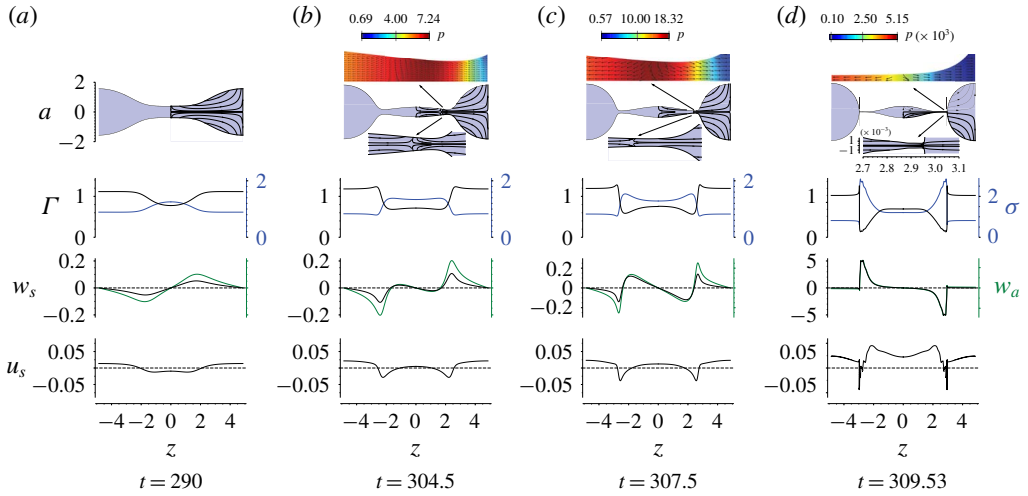 (a) (b) (c) (d)
0.69 4.00 7.24 p
0.57 10.00 18.32 p
0.10 2.50 5.15 p (× 10³)
a 2 1 0 −1 −2
(× 10⁻³)
1
−1
2.7 2.8 2.9 3.0 3.1
Γ 1 0 2 0 1 0 2 0 1 0 2 0 1 0 2 0 σ
w_s 0.2 0 −0.2 0.2 0 −0.2 0.2 0 −0.2 5 0 −5 w_a
u_s 0.05 −0.05 0.05 −0.05 0.05 −0.05 0.05 −0.05
−4 −2 0 2 4 −4 −2 0 2 4 −4 −2 0 2 4 −4 −2 0 2 4
z z z z
t = 290 t = 304.5 t = 307.5 t = 309.53